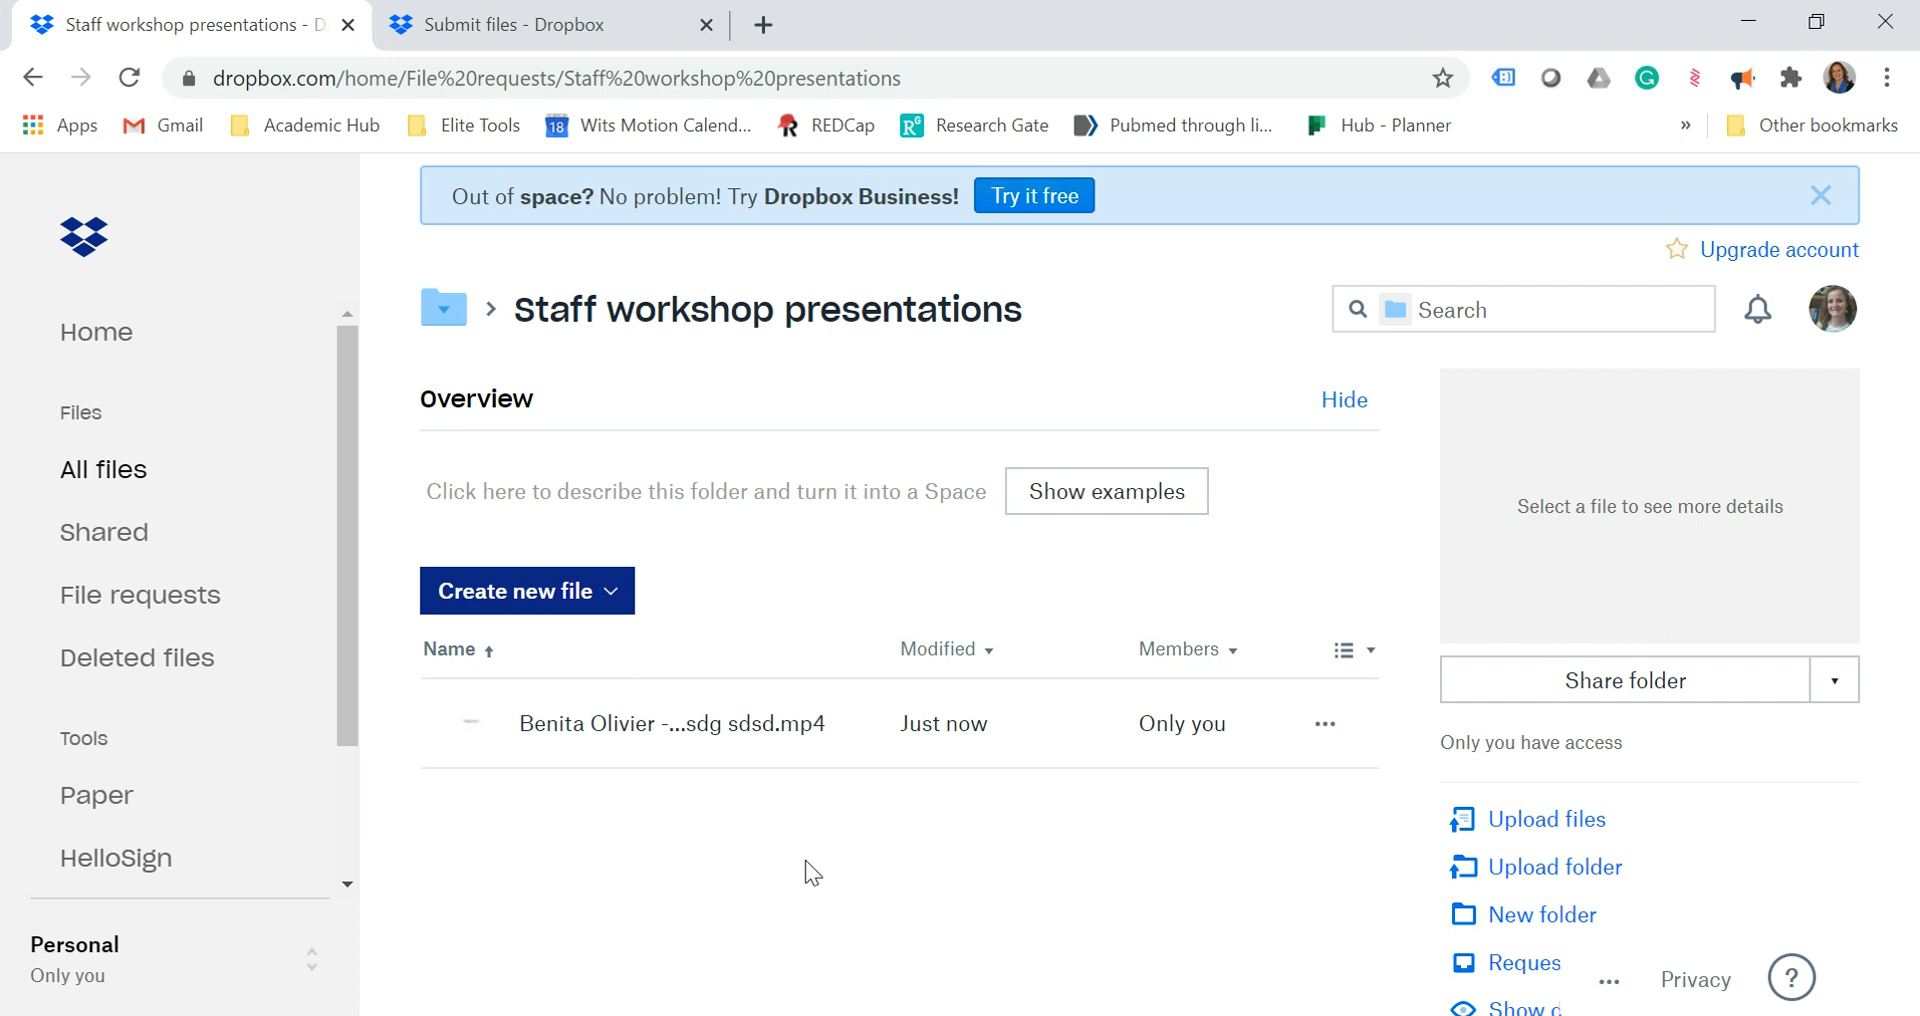 Staff workshop presentations - D
Submit files - Dropbox
dropbox.com/home/File%20requests/Staff%20workshop%20presentations
Apps
Gmail
Academic Hub
Elite Tools
18
Wits Motion Calend...
REDCap
Research Gate
Pubmed through li...
Hub - Planner
»
Other bookmarks
Out of space? No problem! Try Dropbox Business!
Try it free
Upgrade account
Staff workshop presentations
Search
Home
Files
All files
Shared
File requests
Deleted files
Tools
Paper
HelloSign
Personal
Only you
Overview
Hide
Click here to describe this folder and turn it into a Space
Show examples
Create new file
Name
Modified
Members
Benita Olivier -...sdg sdsd.mp4
Just now
Only you
Select a file to see more details
Share folder
Only you have access
Upload files
Upload folder
New folder
Reques
Show
Privacy
?